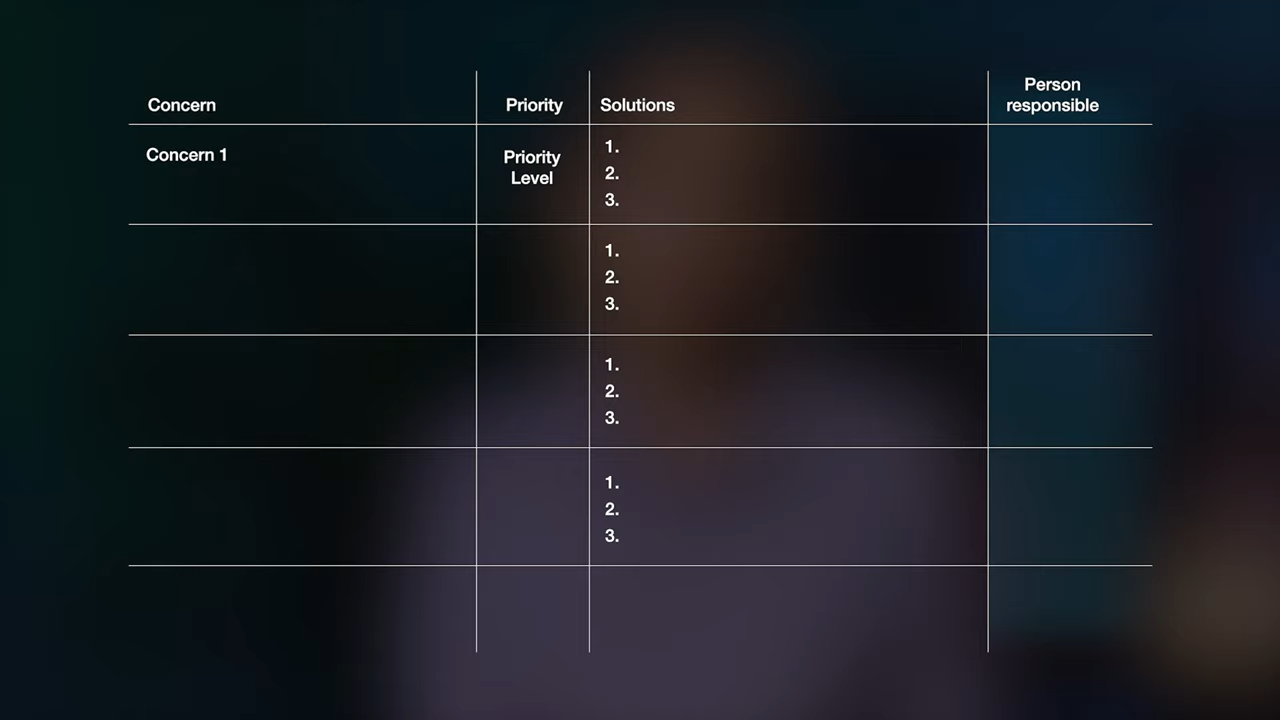 Concern
Priority
Solutions
Person
responsible
Concern 1
Priority
Level
1.
2.
3.
1.
2.
3.
1.
2.
3.
1.
2.
3.